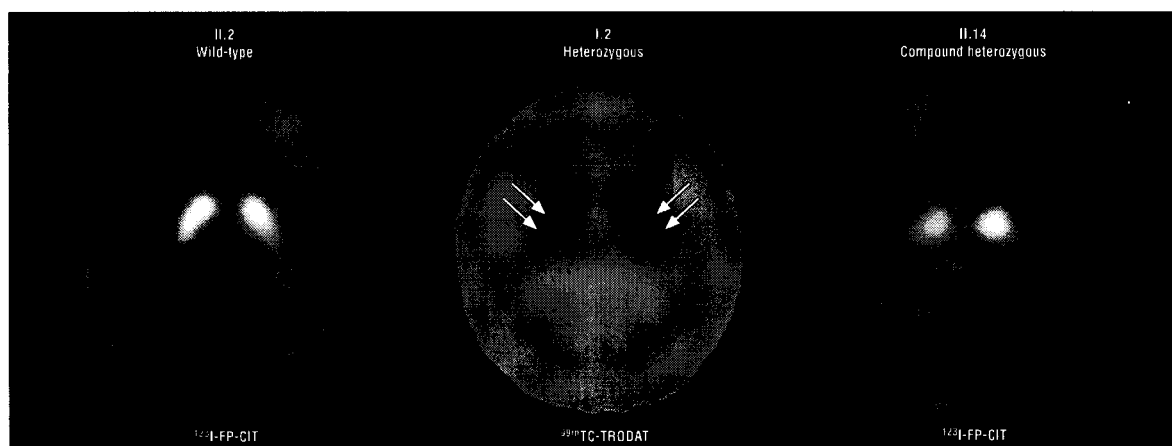 II.2
Wild-type
I.2
Heterozygous
II.14
Compound heterozygous
¹²³I-FP-CIT
⁹⁹ᵐTC-TRODAT
¹²³I-FP-CIT